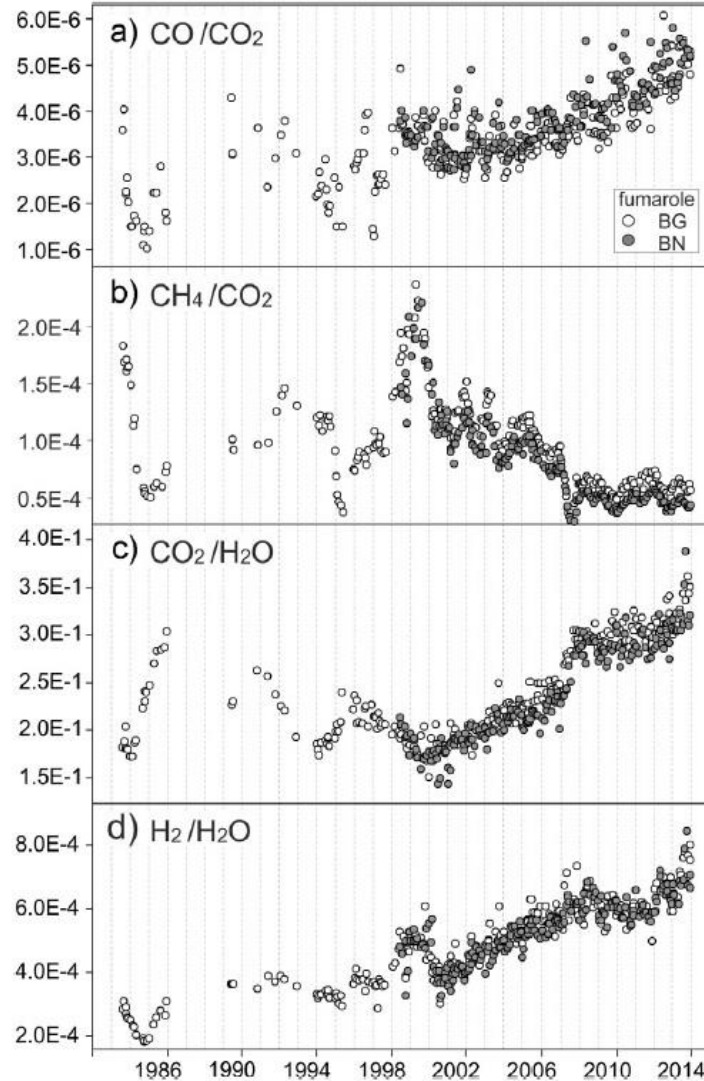 a) CO/CO2
6.0E-6
5.0E-6
4.0E-6
3.0E-6
2.0E-6
1.0E-6
fumarole
BG
BN
b) CH4/CO2
2.0E-4
1.5E-4
1.0E-4
0.5E-4
c) CO2/H2O
4.0E-1
3.5E-1
3.0E-1
2.5E-1
2.0E-1
1.5E-1
d) H2/H2O
8.0E-4
6.0E-4
4.0E-4
2.0E-4
1986 1990 1994 1998 2002 2006 2010 2014